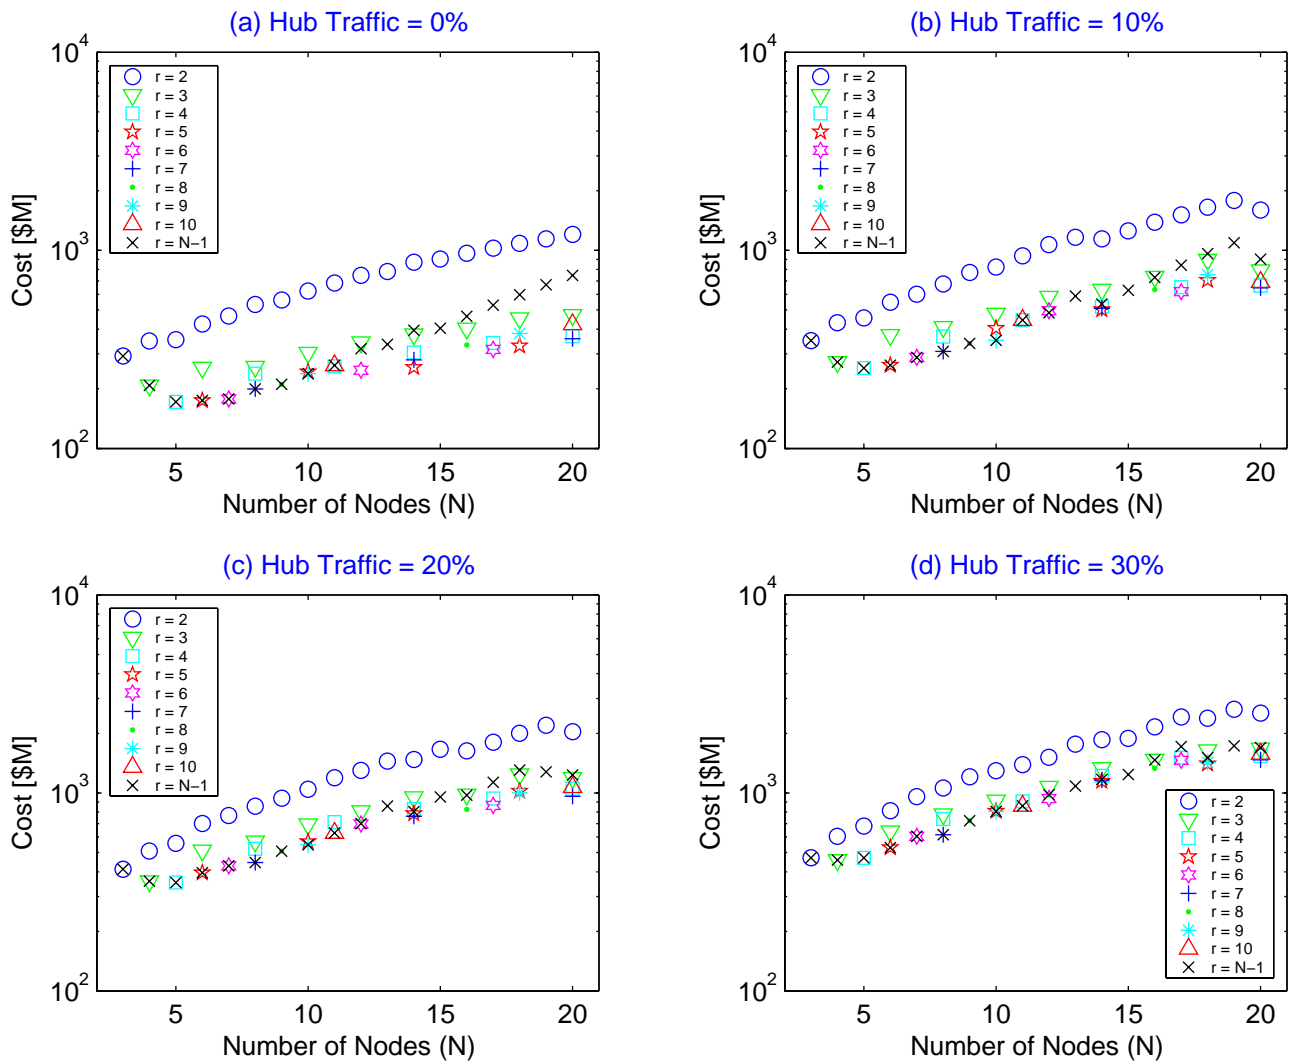 (a) Hub Traffic = 0%
10^4
10^3
10^2
Cost [$M]
r = 2
r = 3
r = 4
r = 5
r = 6
r = 7
r = 8
r = 9
r = 10
r = N−1
5 10 15 20
Number of Nodes (N)
(b) Hub Traffic = 10%
10^4
10^3
10^2
Cost [$M]
r = 2
r = 3
r = 4
r = 5
r = 6
r = 7
r = 8
r = 9
r = 10
r = N−1
5 10 15 20
Number of Nodes (N)
(c) Hub Traffic = 20%
10^4
10^3
10^2
Cost [$M]
r = 2
r = 3
r = 4
r = 5
r = 6
r = 7
r = 8
r = 9
r = 10
r = N−1
5 10 15 20
Number of Nodes (N)
(d) Hub Traffic = 30%
10^4
10^3
10^2
Cost [$M]
r = 2
r = 3
r = 4
r = 5
r = 6
r = 7
r = 8
r = 9
r = 10
r = N−1
5 10 15 20
Number of Nodes (N)